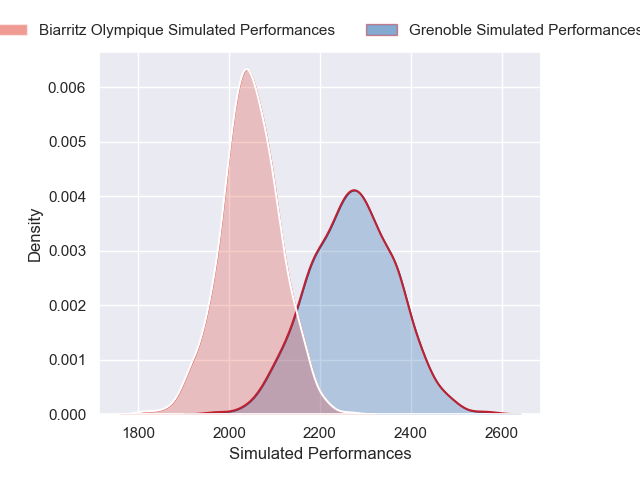 Biarritz Olympique Simulated Performances
Grenoble Simulated Performances
0.006
0.005
0.004
0.003
0.002
0.001
0.000
Density
1800 2000 2200 2400 2600
Simulated Performances